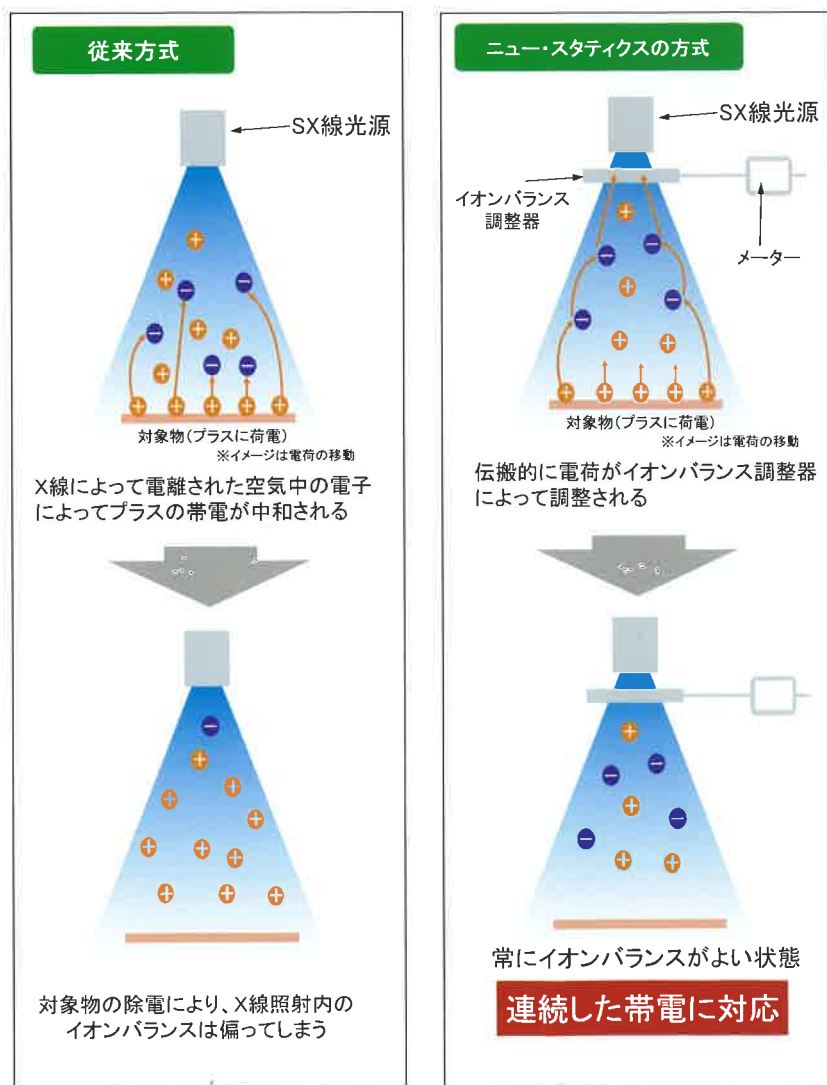 従来方式
SX線光源
対象物(プラスに荷電)
※イメージは電荷の移動
X線によって電離された空気中の電子
によってプラスの帯電が中和される
対象物の除電により、X線照射内の
イオンバランスは偏ってしまう
ニュー・スタティクスの方式
SX線光源
イオンバランス
調整器
メーター
対象物(プラスに荷電)
※イメージは電荷の移動
伝搬的に電荷がイオンバランス調整器
によって調整される
常にイオンバランスがよい状態
連続した帯電に対応